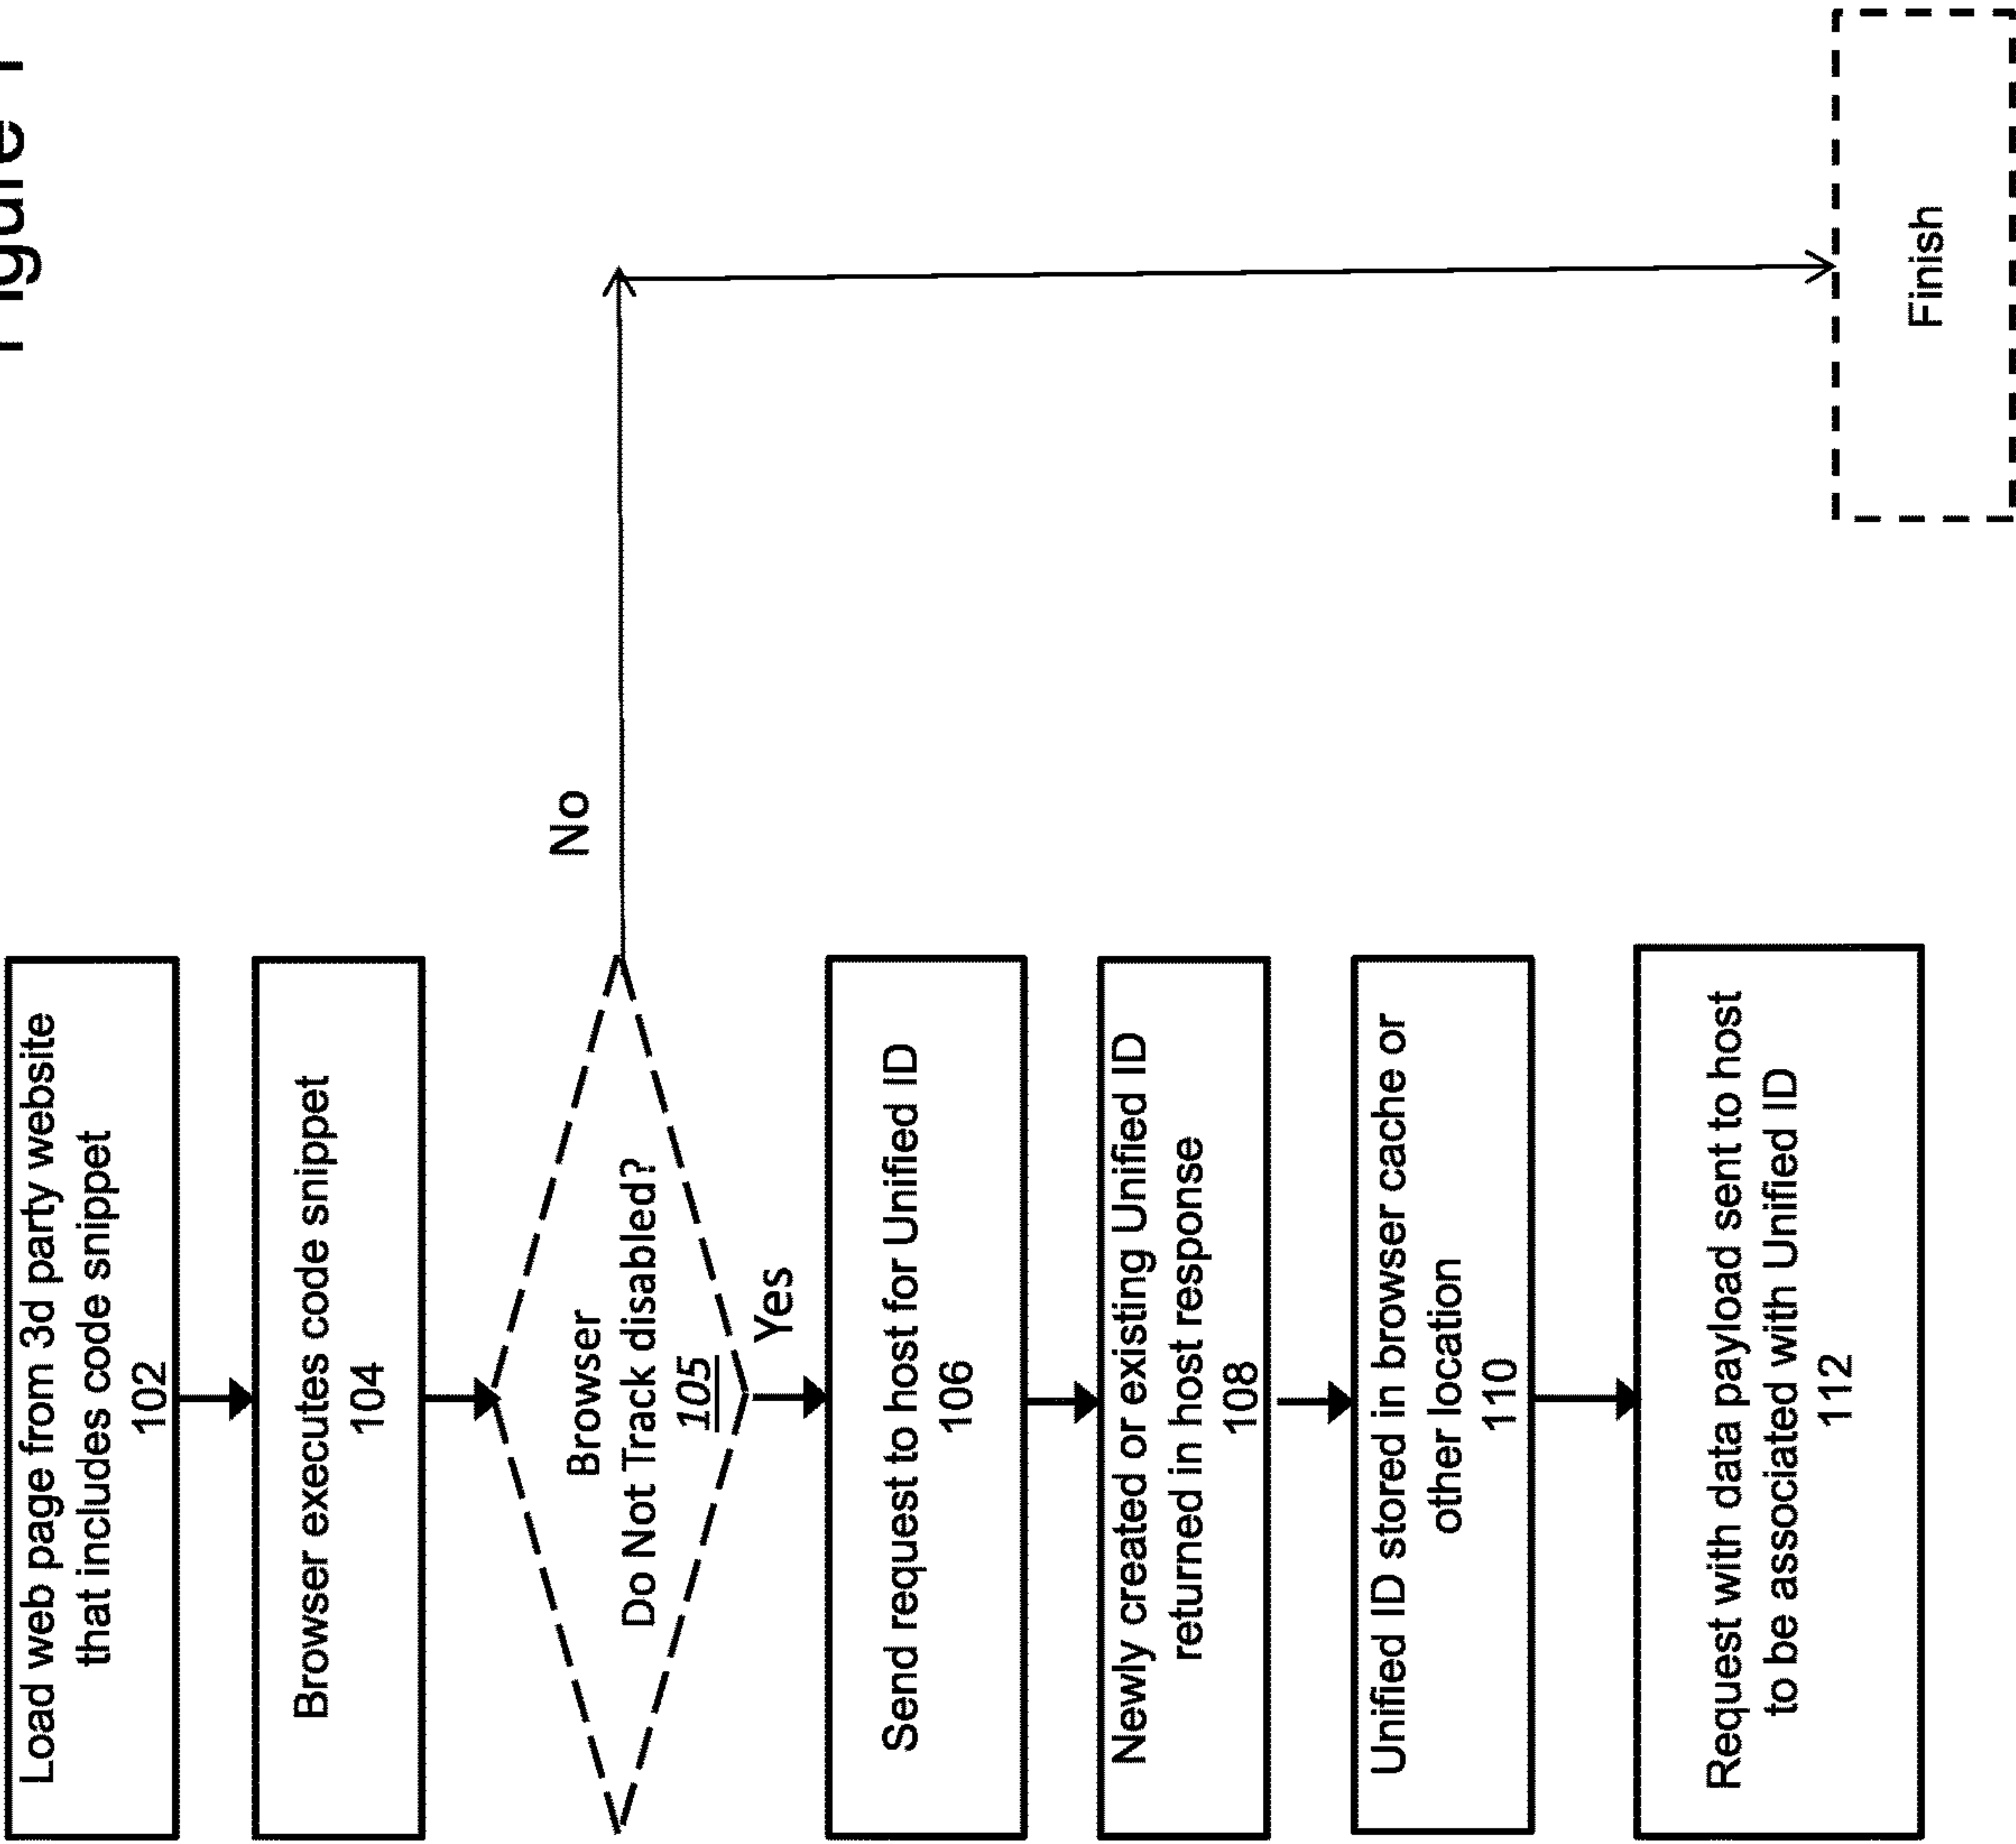 Figure 1
Load web page from 3d party website
that includes code snippet
102
Browser executes code snippet
104
Browser
Do Not Track disabled?
105
No
Yes
Send request to host for Unified ID
106
Newly created or existing Unified ID
returned in host response
108
Unified ID stored in browser cache or
other location
110
Request with data payload sent to host
to be associated with Unified ID
112
Finish